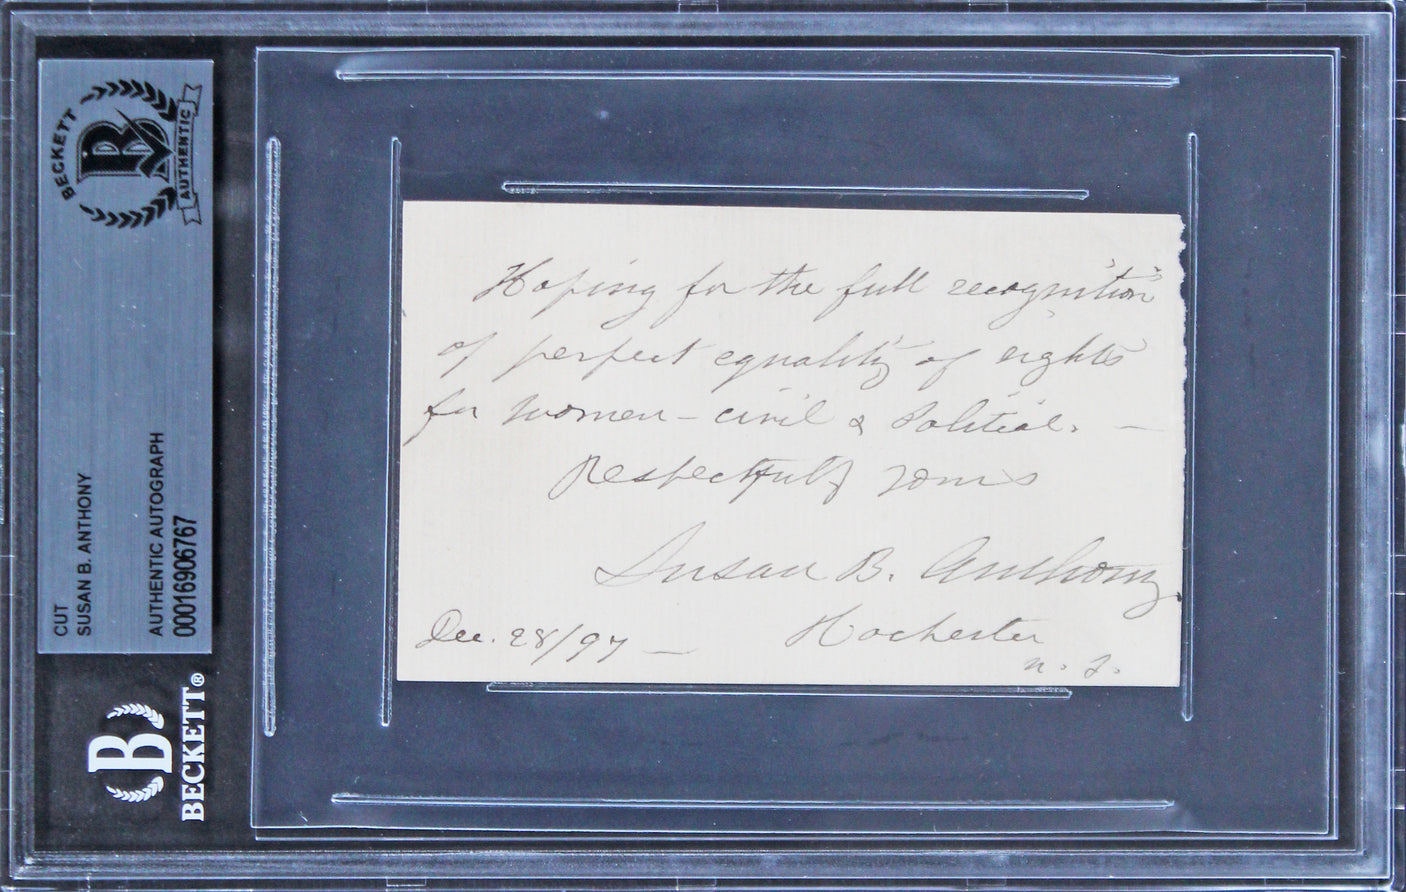 BECKETT
B
AUTHENTIC
CUT
SUSAN B. ANTHONY
AUTHENTIC AUTOGRAPH
0001690676​7
B
BECKETT®
Hoping for the full recognition
of perfect equality of rights
for women - civil & Political. -
Respectfully yours
Susan B. Anthony
Dec. 28/97 - Rochester
N. Y.